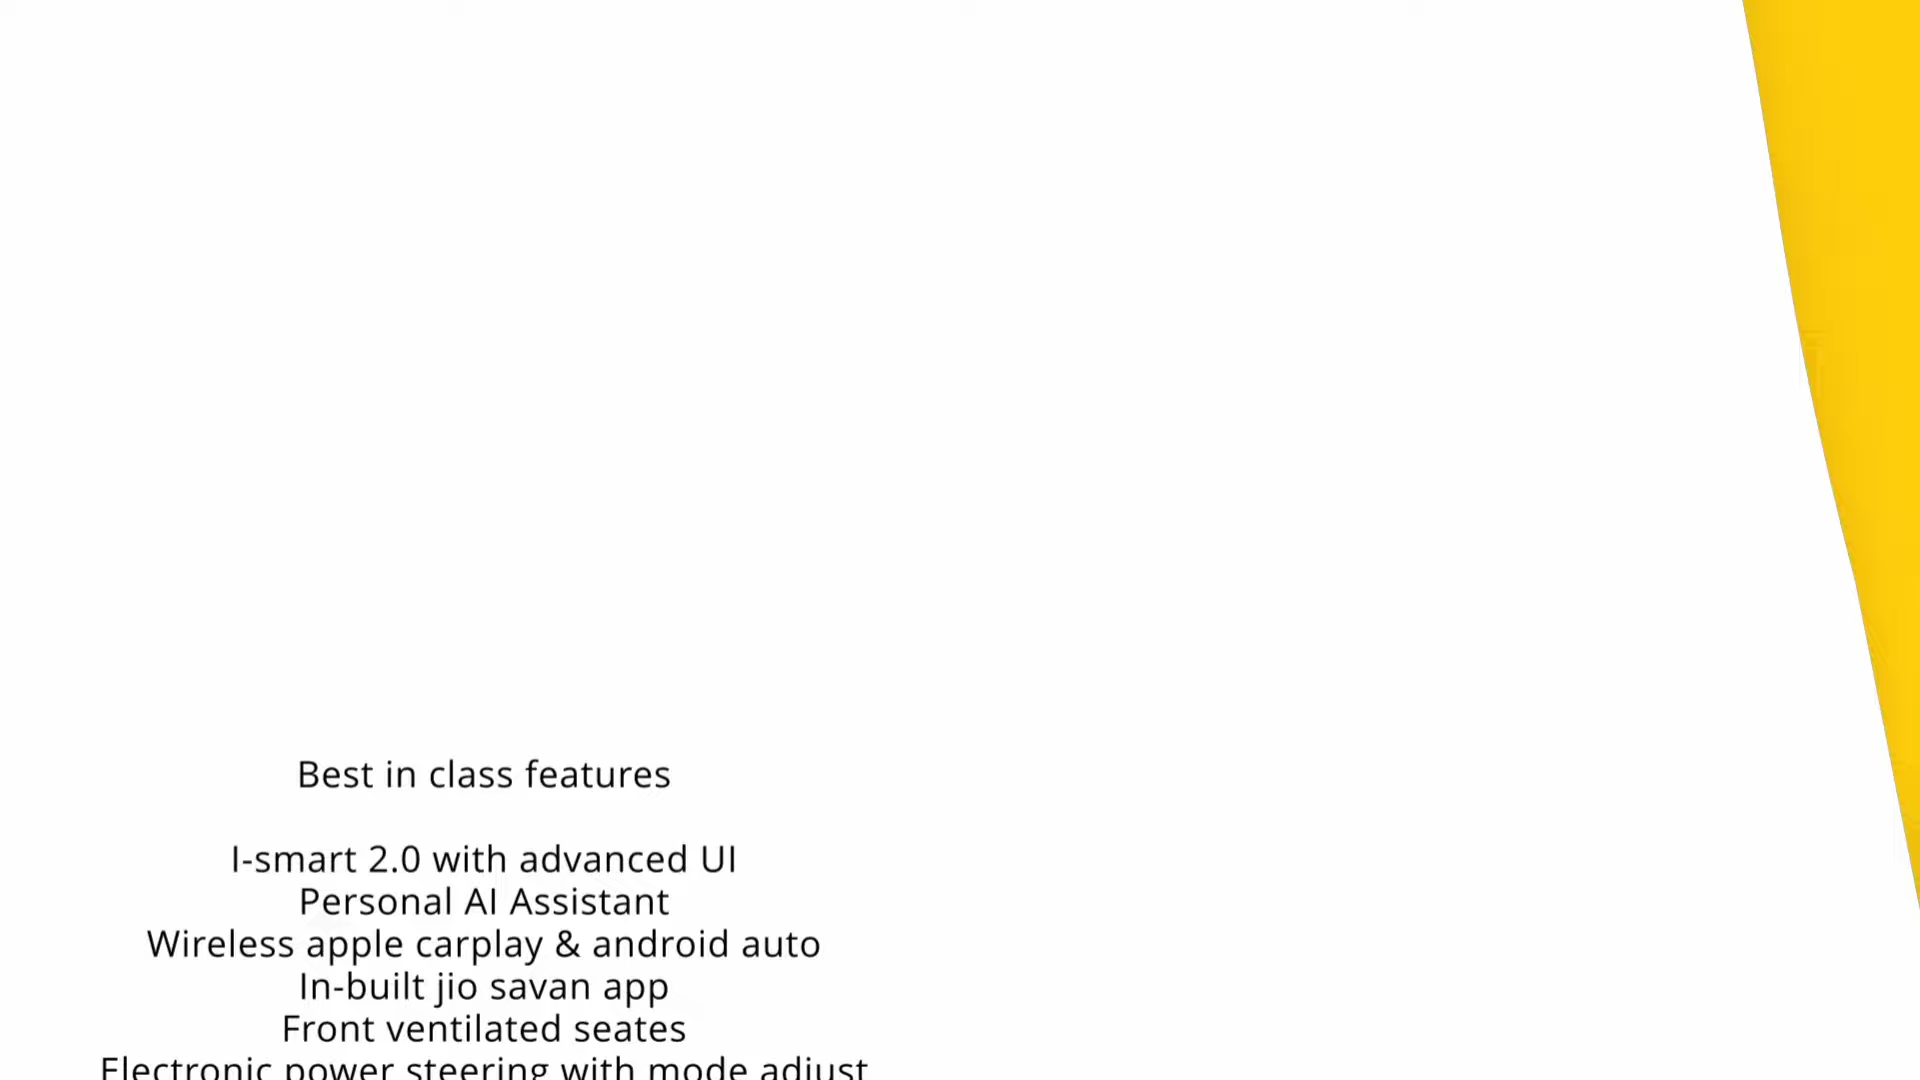 Best in class features
I-smart 2.0 with advanced UI
Personal AI Assistant
Wireless apple carplay & android auto
In-built jio savan app
Front ventilated seates
Electronic power steering with mode adjust